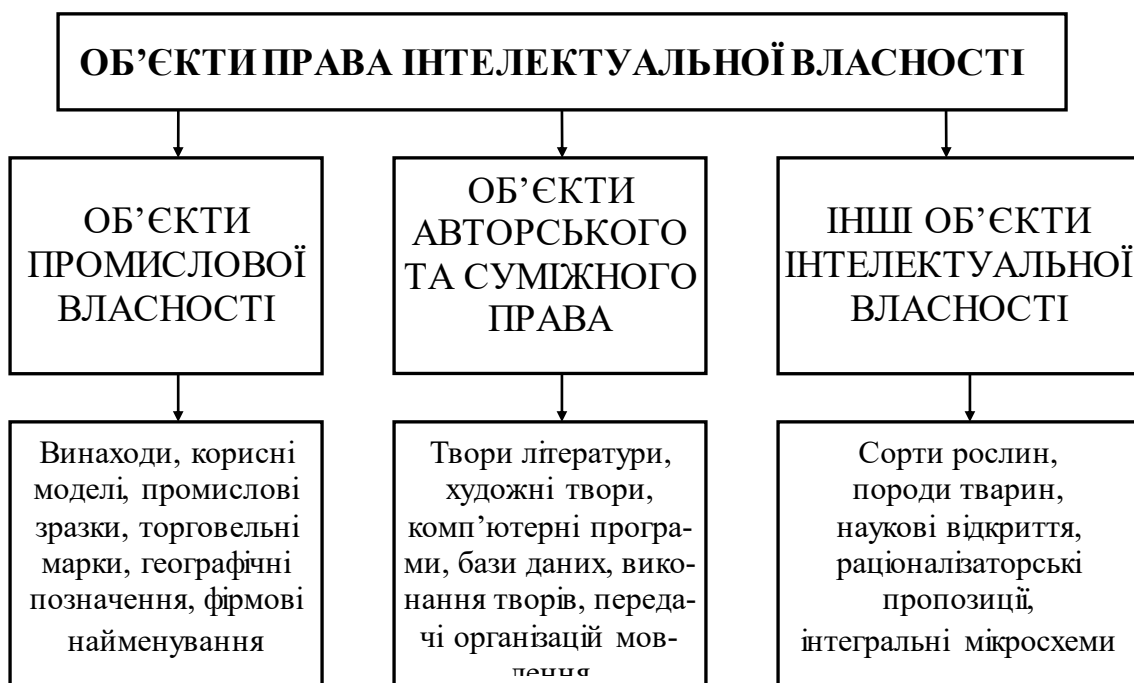 ОБ’ЄКТИ ПРАВА ІНТЕЛЕКТУАЛЬНОЇ ВЛАСНОСТІ
ОБ’ЄКТИ
ПРОМИСЛОВОЇ
ВЛАСНОСТІ
ОБ’ЄКТИ
АВТОРСЬКОГО
ТА СУМІЖНОГО
ПРАВА
ІНШІ ОБ’ЄКТИ
ІНТЕЛЕКТУАЛЬНОЇ
ВЛАСНОСТІ
Винаходи, корисні
моделі, промислові
зразки, торговельні
марки, географічні
позначення, фірмові
найменування
Твори літератури,
художні твори,
комп’ютерні програ-
ми, бази даних, вико-
нання творів, переда-
чі організацій мов-
лення
Сорти рослин,
породи тварин,
наукові відкриття,
раціоналізаторські
пропозиції,
інтегральні мікросхеми